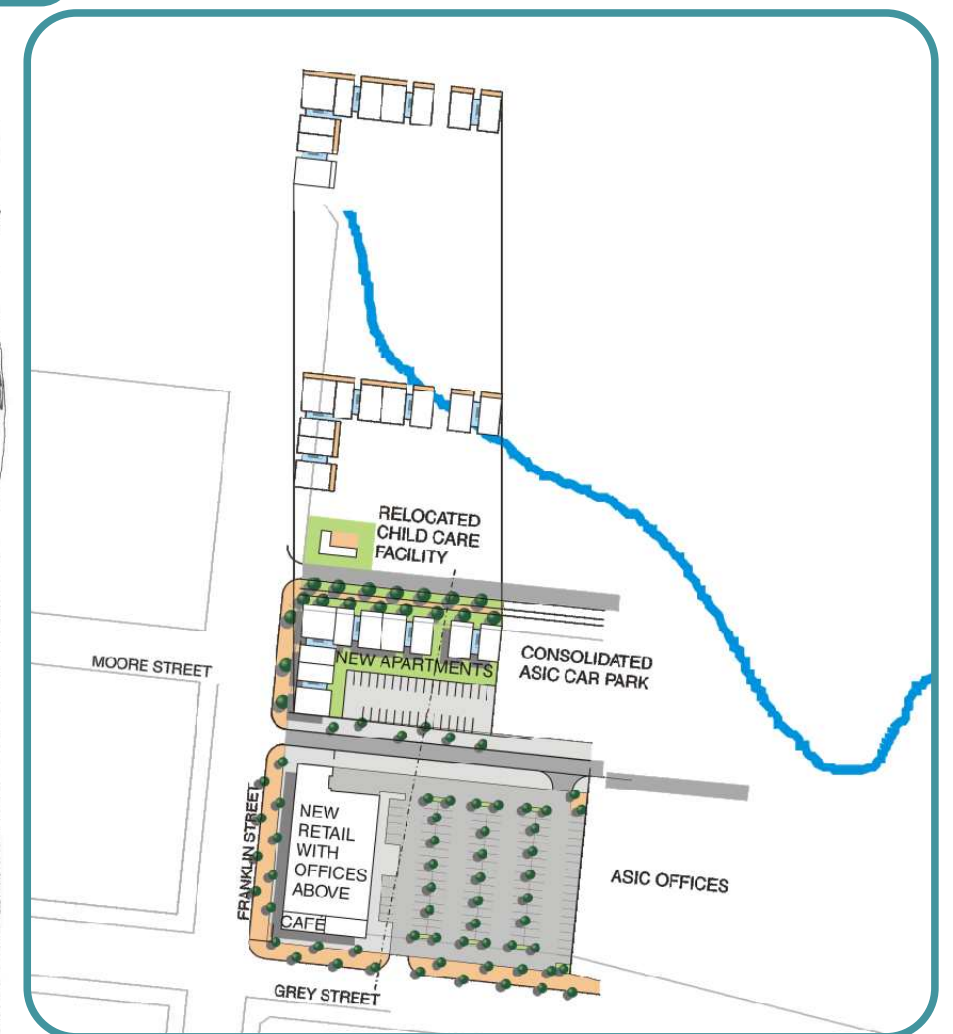 RELOCATED
CHILD CARE
FACILITY
NEW APARTMENTS
CONSOLIDATED
ASIC CAR PARK
MOORE STREET
FRANKLIN STREET
NEW
RETAIL
WITH
OFFICES
ABOVE
CAFE
ASIC OFFICES
GREY STREET